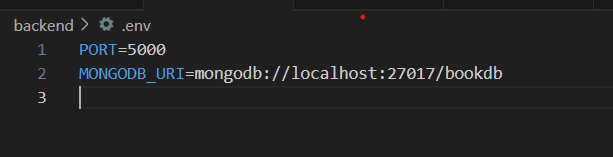 backend > .env
1 PORT=5000
2 MONGODB_URI=mongodb://localhost:27017/bookdb
3